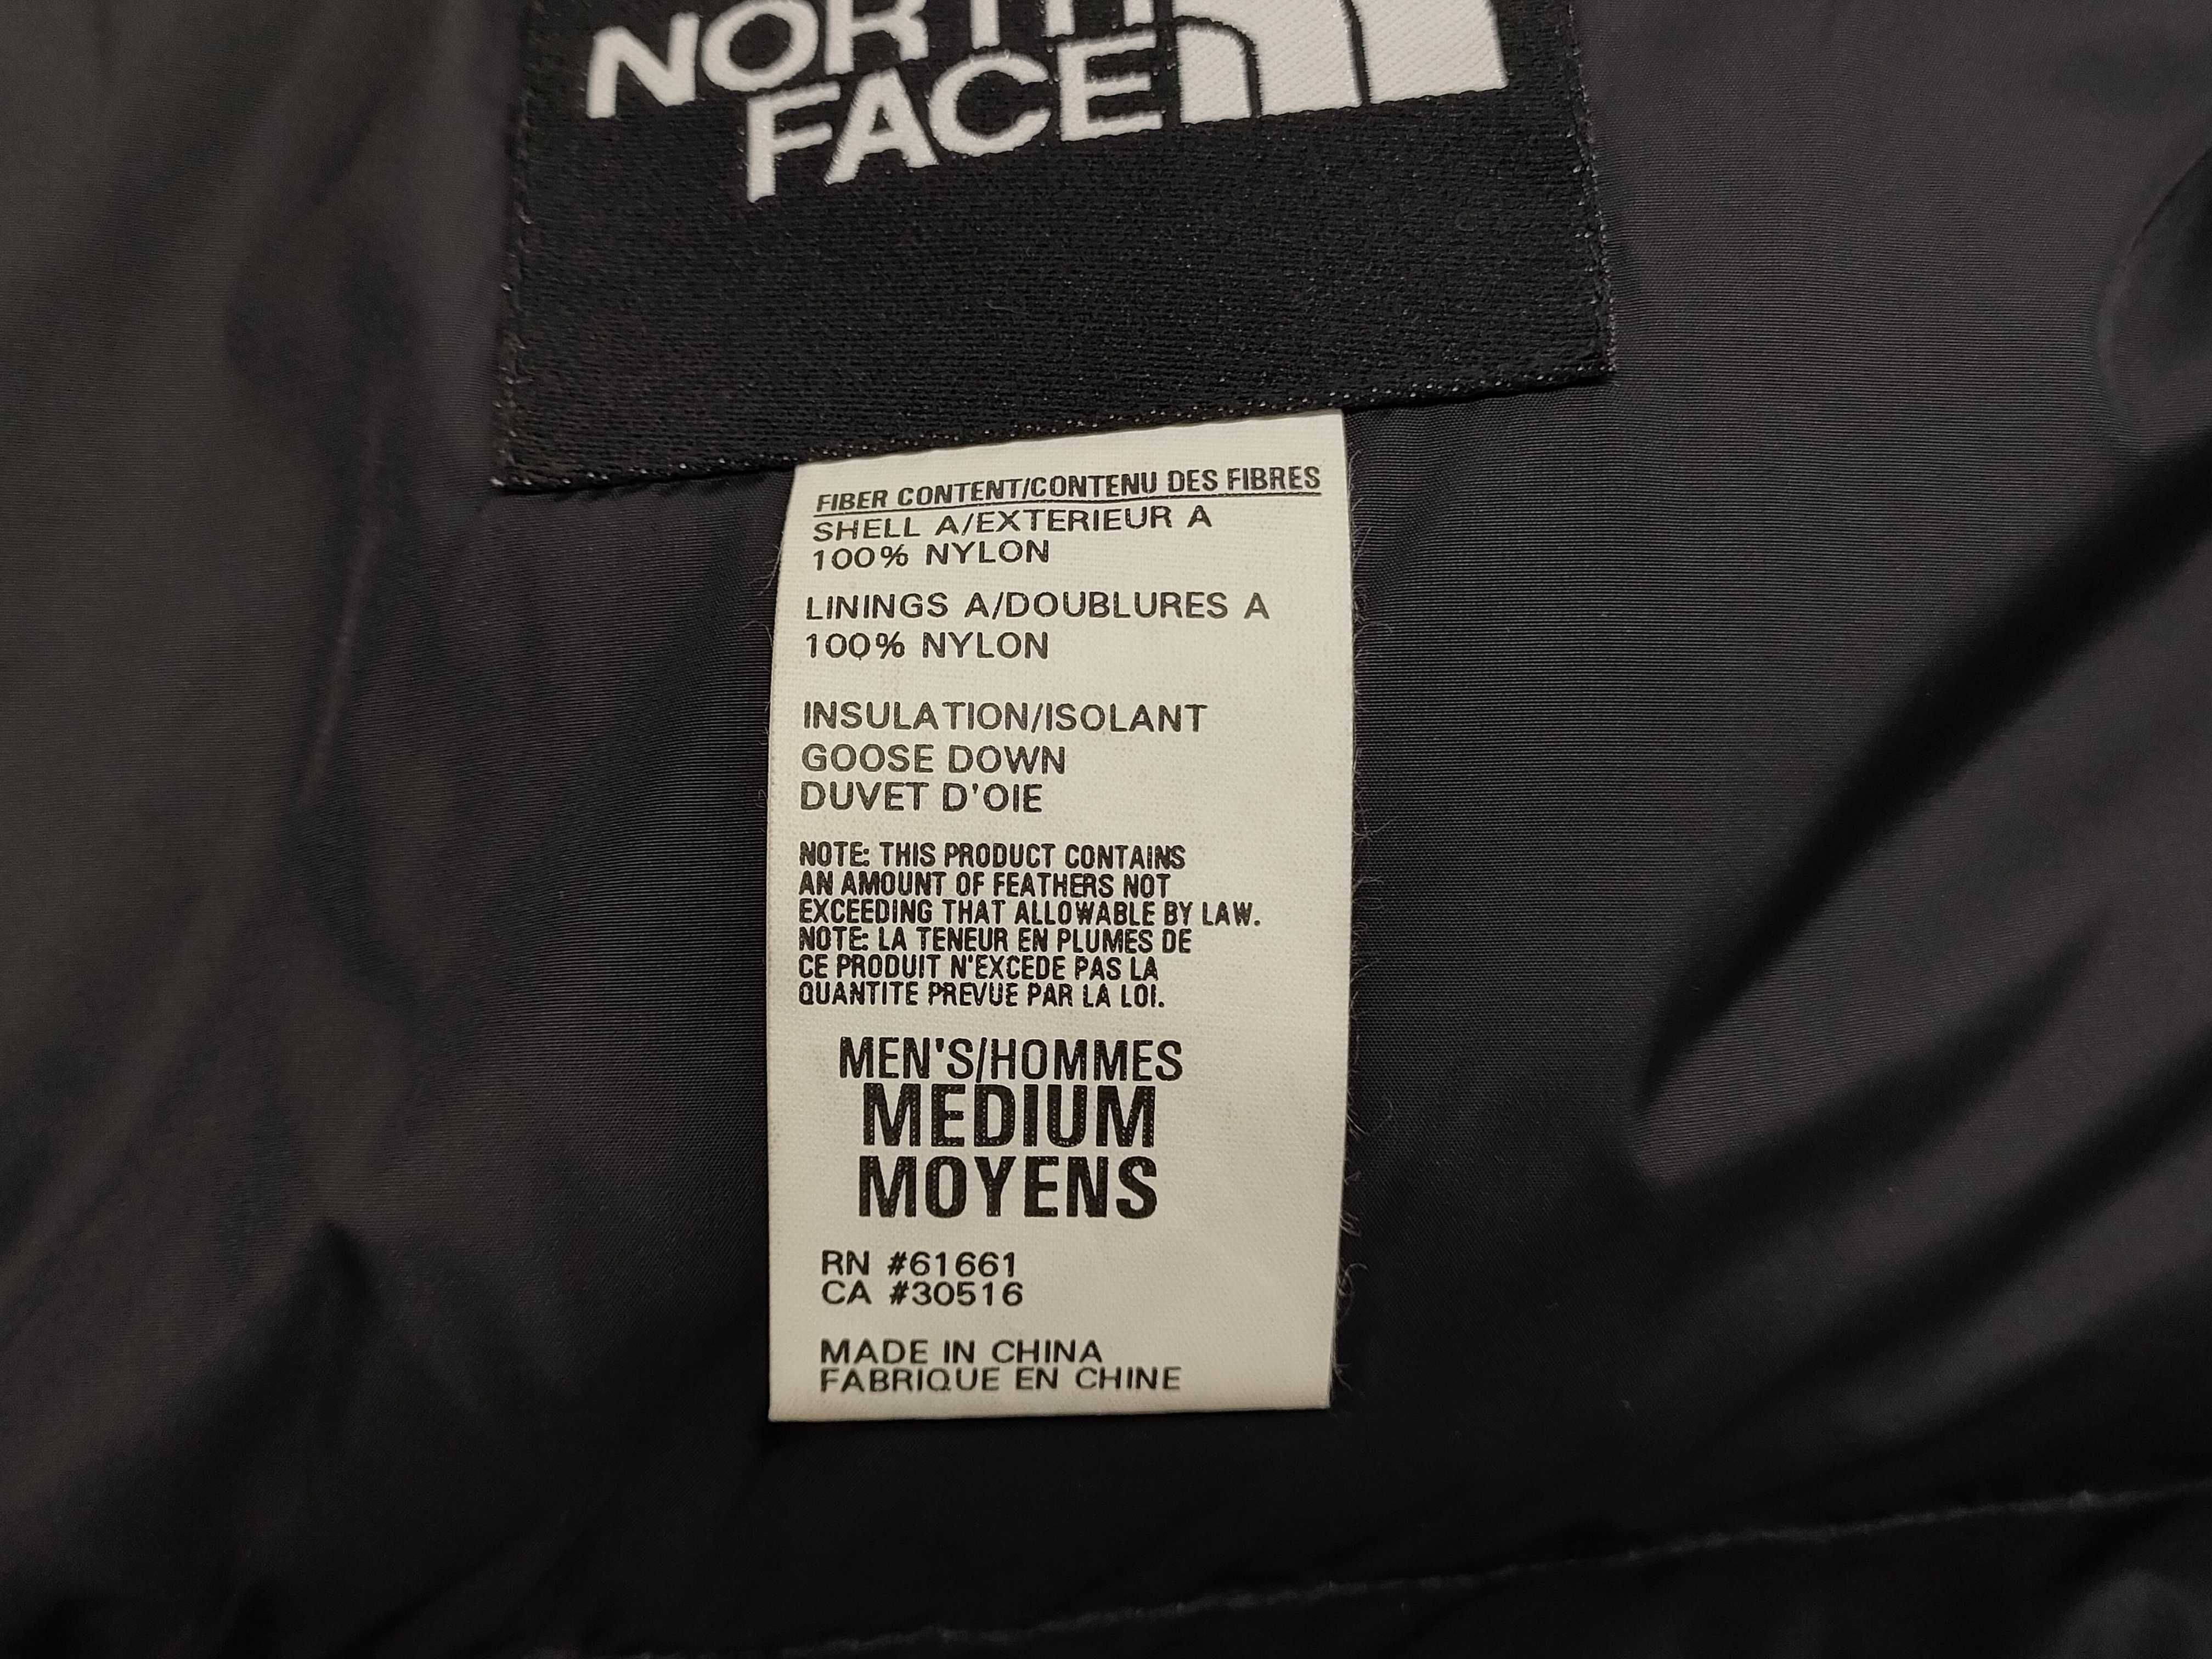 NORTH
FACE
FIBER CONTENT/CONTENU DES FIBRES
SHELL A/EXTERIEUR A
100% NYLON
LININGS A/DOUBLURES A
100% NYLON
INSULATION/ISOLANT
GOOSE DOWN
DUVET D'OIE
NOTE: THIS PRODUCT CONTAINS
AN AMOUNT OF FEATHERS NOT
EXCEEDING THAT ALLOWABLE BY LAW.
NOTE: LA TENEUR EN PLUMES DE
CE PRODUIT N'EXCEDE PAS LA
QUANTITE PREVUE PAR LA LOI.
MEN'S/HOMMES
MEDIUM
MOYENS
RN #61661
CA #30516
MADE IN CHINA
FABRIQUE EN CHINE